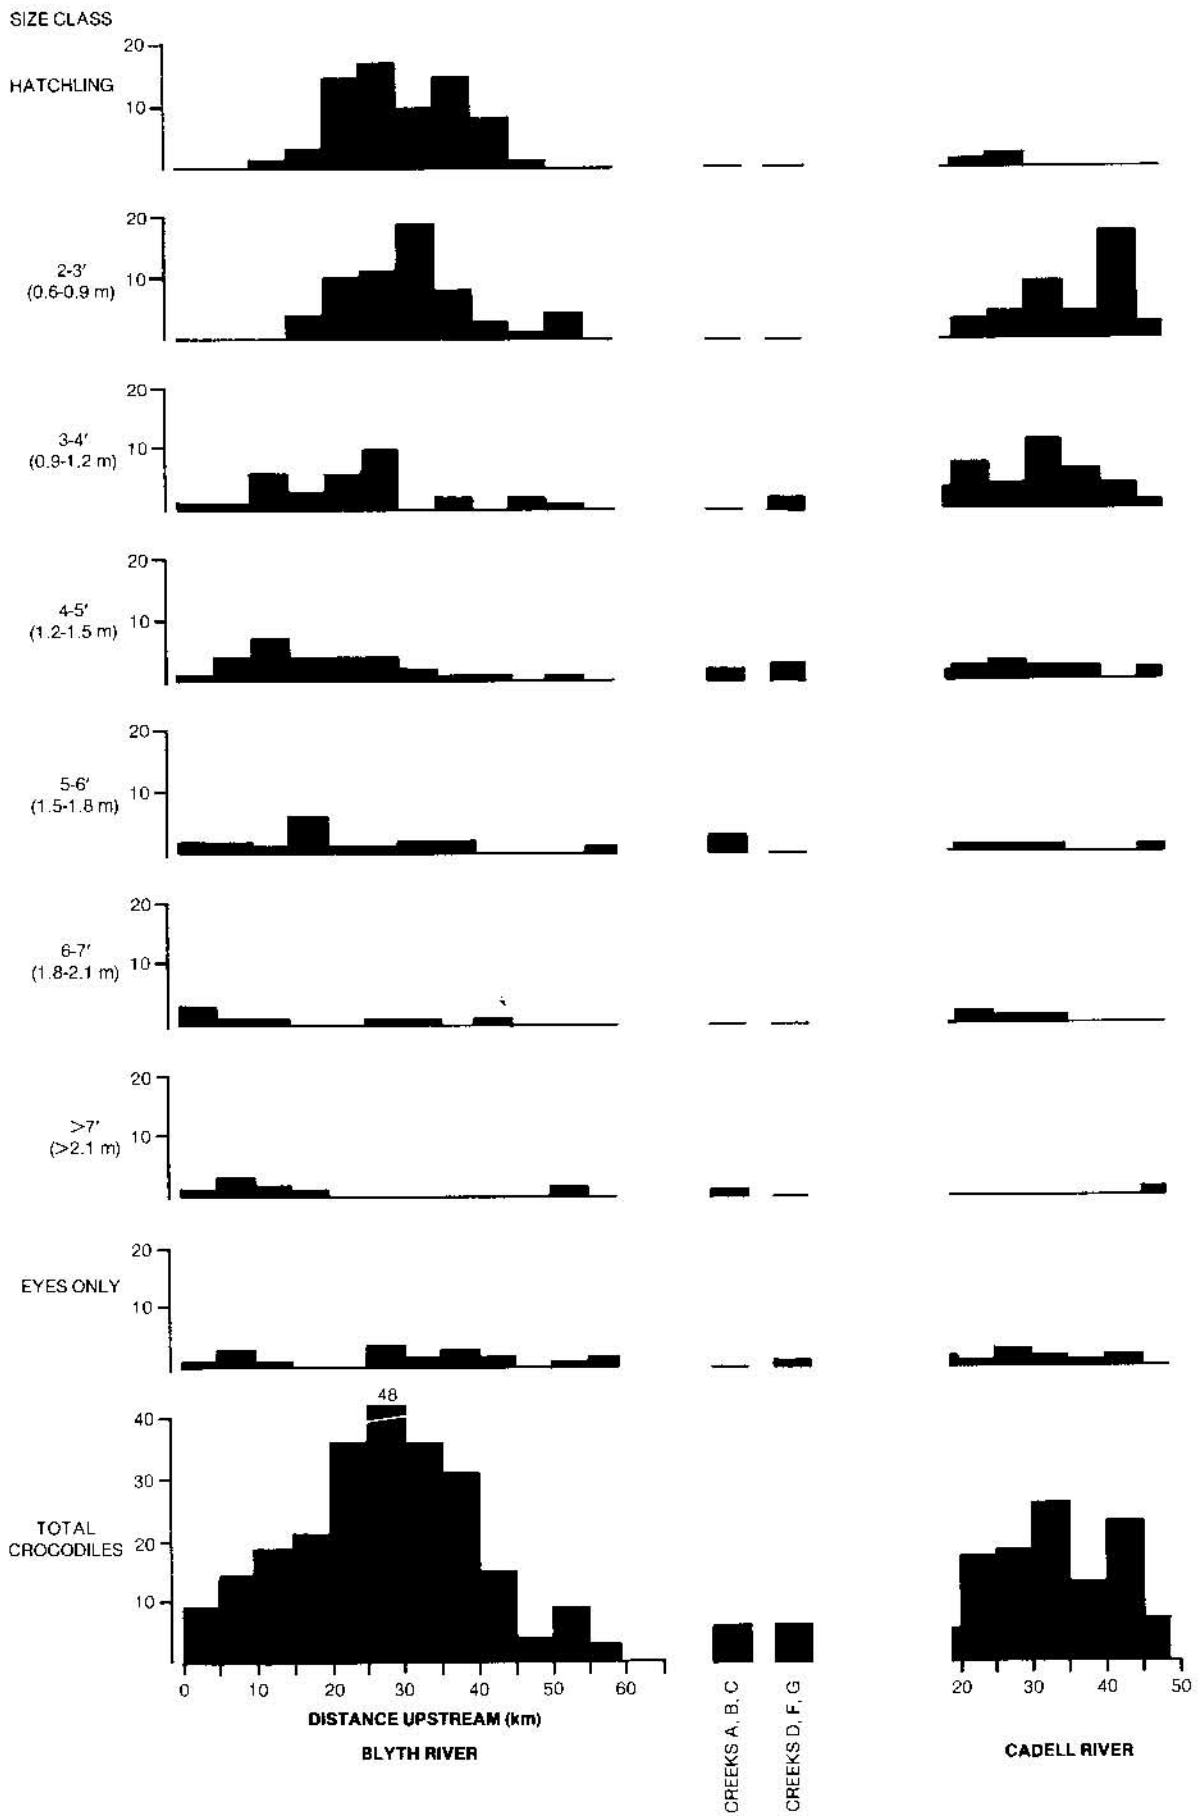 SIZE CLASS
20
HATCHLING
10
20
2-3'
(0.6-0.9 m)
10
20
3-4'
(0.9-1.2 m)
10
20
4-5'
(1.2-1.5 m)
10
20
5-6'
(1.5-1.8 m)
10
20
6-7'
(1.8-2.1 m)
10
20
>7'
(>2.1 m)
10
20
EYES ONLY
10
48
40
30
TOTAL
CROCODILES
20
10
0 10 20 30 40 50 60
DISTANCE UPSTREAM (km)
BLYTH RIVER
CREEKS A, B, C
CREEKS D, F, G
20 30 40 50
CADELL RIVER